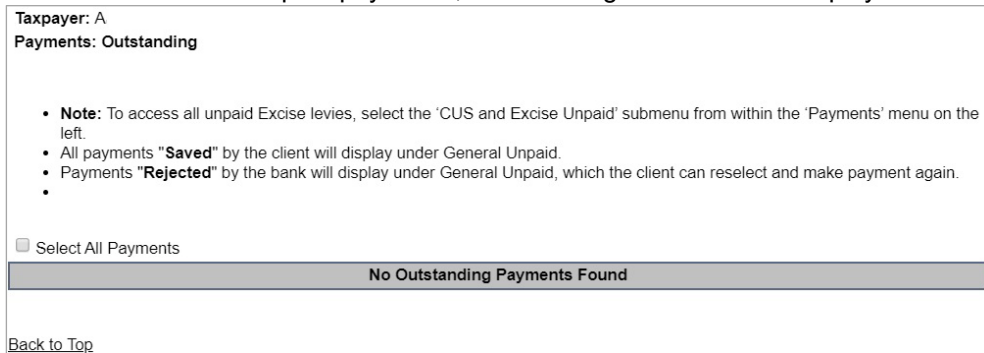 Taxpayer: A
Payments: Outstanding
• Note: To access all unpaid Excise levies, select the ‘CUS and Excise Unpaid’ submenu from within the ‘Payments’ menu on the
left.
• All payments "Saved" by the client will display under General Unpaid.
• Payments "Rejected" by the bank will display under General Unpaid, which the client can reselect and make payment again.
•
Select All Payments
No Outstanding Payments Found
Back to Top